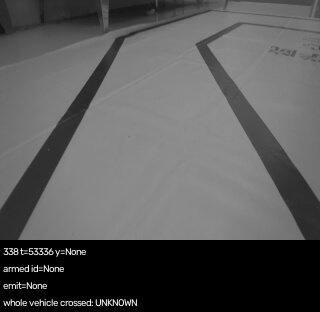 338 t=53336 y=None
armed id=None
emit=None
whole vehicle crossed: UNKNOWN